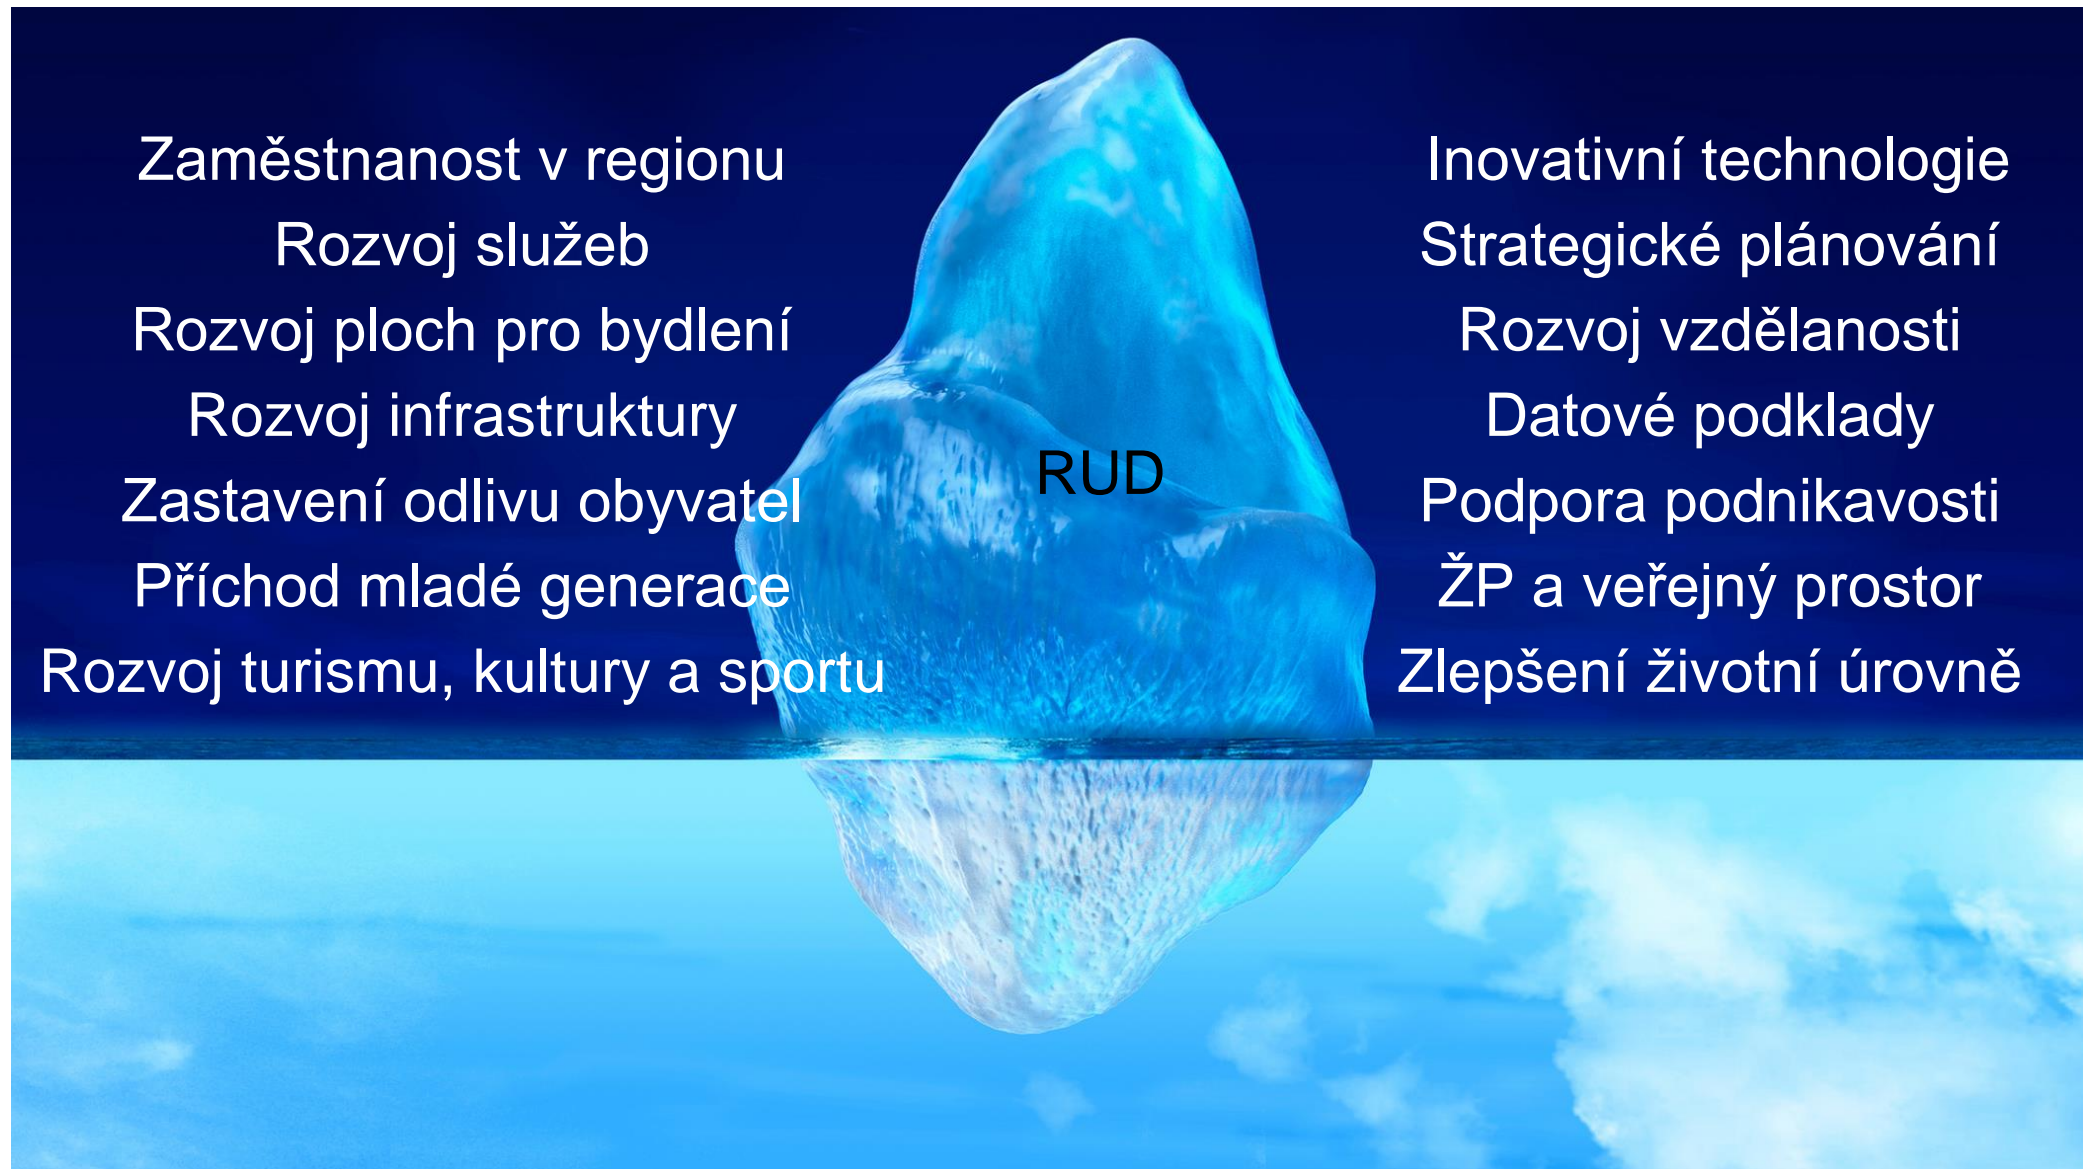 Zaměstnanost v regionu
Rozvoj služeb
Rozvoj ploch pro bydlení
Rozvoj infrastruktury
Zastavení odlivu obyvatel
Příchod mladé generace
Rozvoj turismu, kultury a sportu
RUD
Inovativní technologie
Strategické plánování
Rozvoj vzdělanosti
Datové podklady
Podpora podnikavosti
ŽP a veřejný prostor
Zlepšení životní úrovně